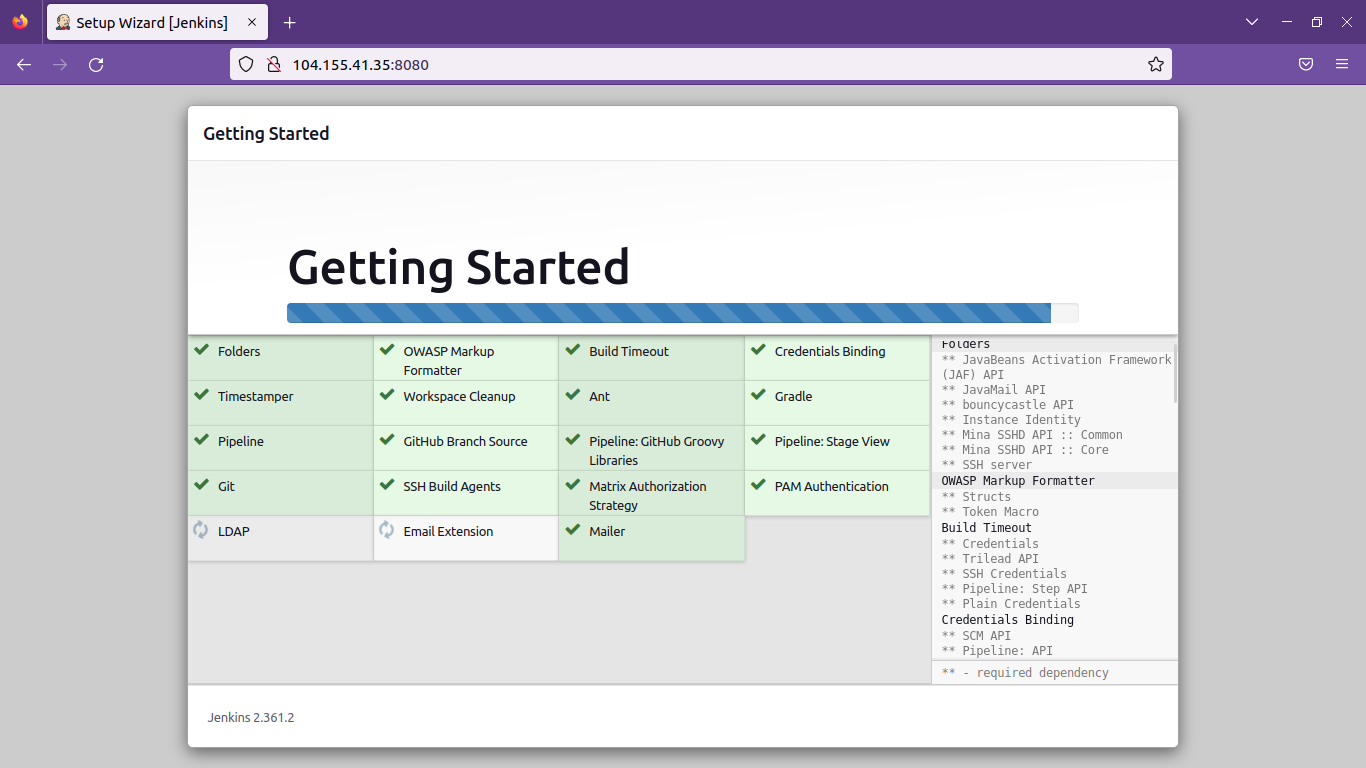 Setup Wizard [Jenkins]
104.155.41.35:8080
Getting Started
Getting Started
Folders
OWASP Markup
Formatter
Build Timeout
Credentials Binding
Timestamper
Workspace Cleanup
Ant
Gradle
Pipeline
GitHub Branch Source
Pipeline: GitHub Groovy
Libraries
Pipeline: Stage View
Git
SSH Build Agents
Matrix Authorization
Strategy
PAM Authentication
LDAP
Email Extension
Mailer
Folders
** JavaBeans Activation Framework
(JAF) API
** JavaMail API
** bouncycastle API
** Instance Identity
** Mina SSHD API :: Common
** Mina SSHD API :: Core
** SSH server
OWASP Markup Formatter
** Structs
** Token Macro
Build Timeout
** Credentials
** Trilead API
** SSH Credentials
** Pipeline: Step API
** Plain Credentials
Credentials Binding
** SCM API
** Pipeline: API
** - required dependency
Jenkins 2.361.2